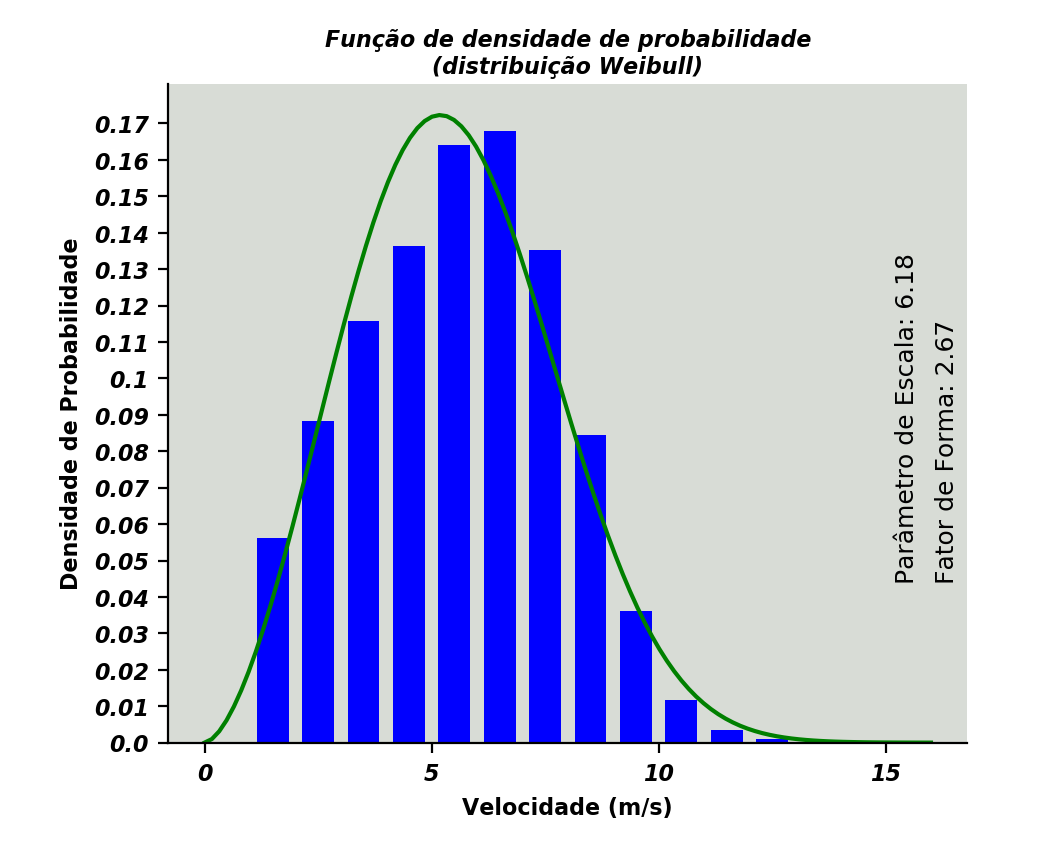 Função de densidade de probabilidade
(distribuição Weibull)
Densidade de Probabilidade
0.17
0.16
0.15
0.14
0.13
0.12
0.11
0.1
0.09
0.08
0.07
0.06
0.05
0.04
0.03
0.02
0.01
0.0
0 5 10 15
Velocidade (m/s)
Parâmetro de Escala: 6.18
Fator de Forma: 2.67